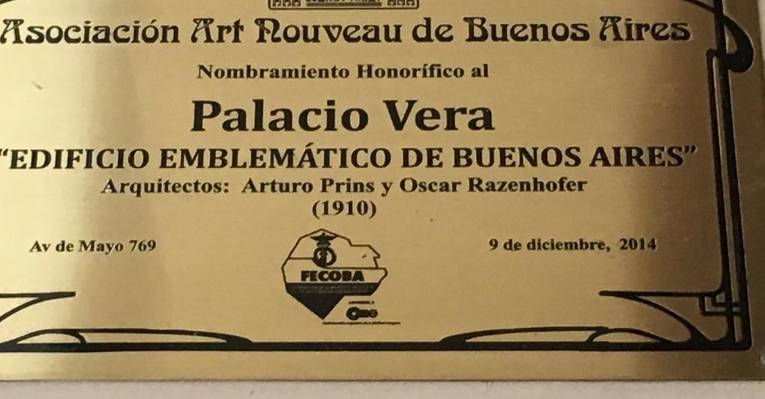 Asociación Art Nouveau de Buenos Aires
Nombramiento Honorífico al
Palacio Vera
“EDIFICIO EMBLEMÁTICO DE BUENOS AIRES”
Arquitectos: Arturo Prins y Oscar Razenhofer
(1910)
Av de Mayo 769
9 de diciembre, 2014
FECOBA